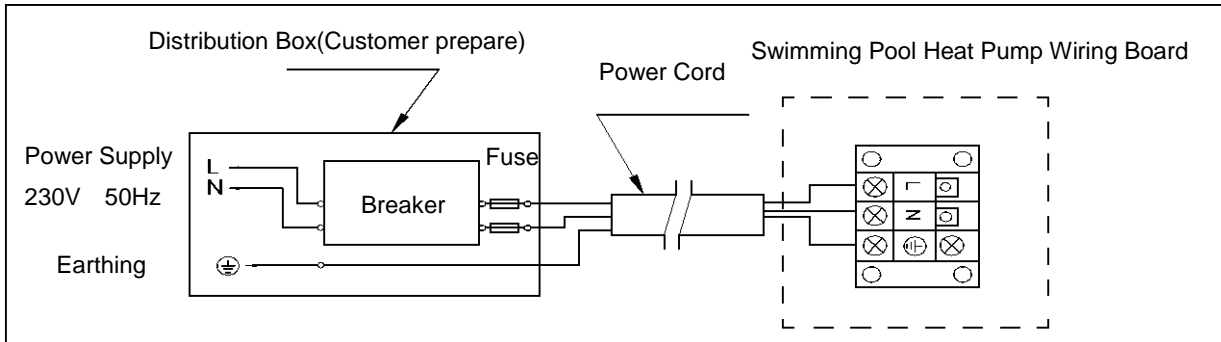 Distribution Box(Customer prepare)
Swimming Pool Heat Pump Wiring Board
Power Cord
Power Supply
230V 50Hz
L
N
Fuse
Breaker
Earthing
L
N